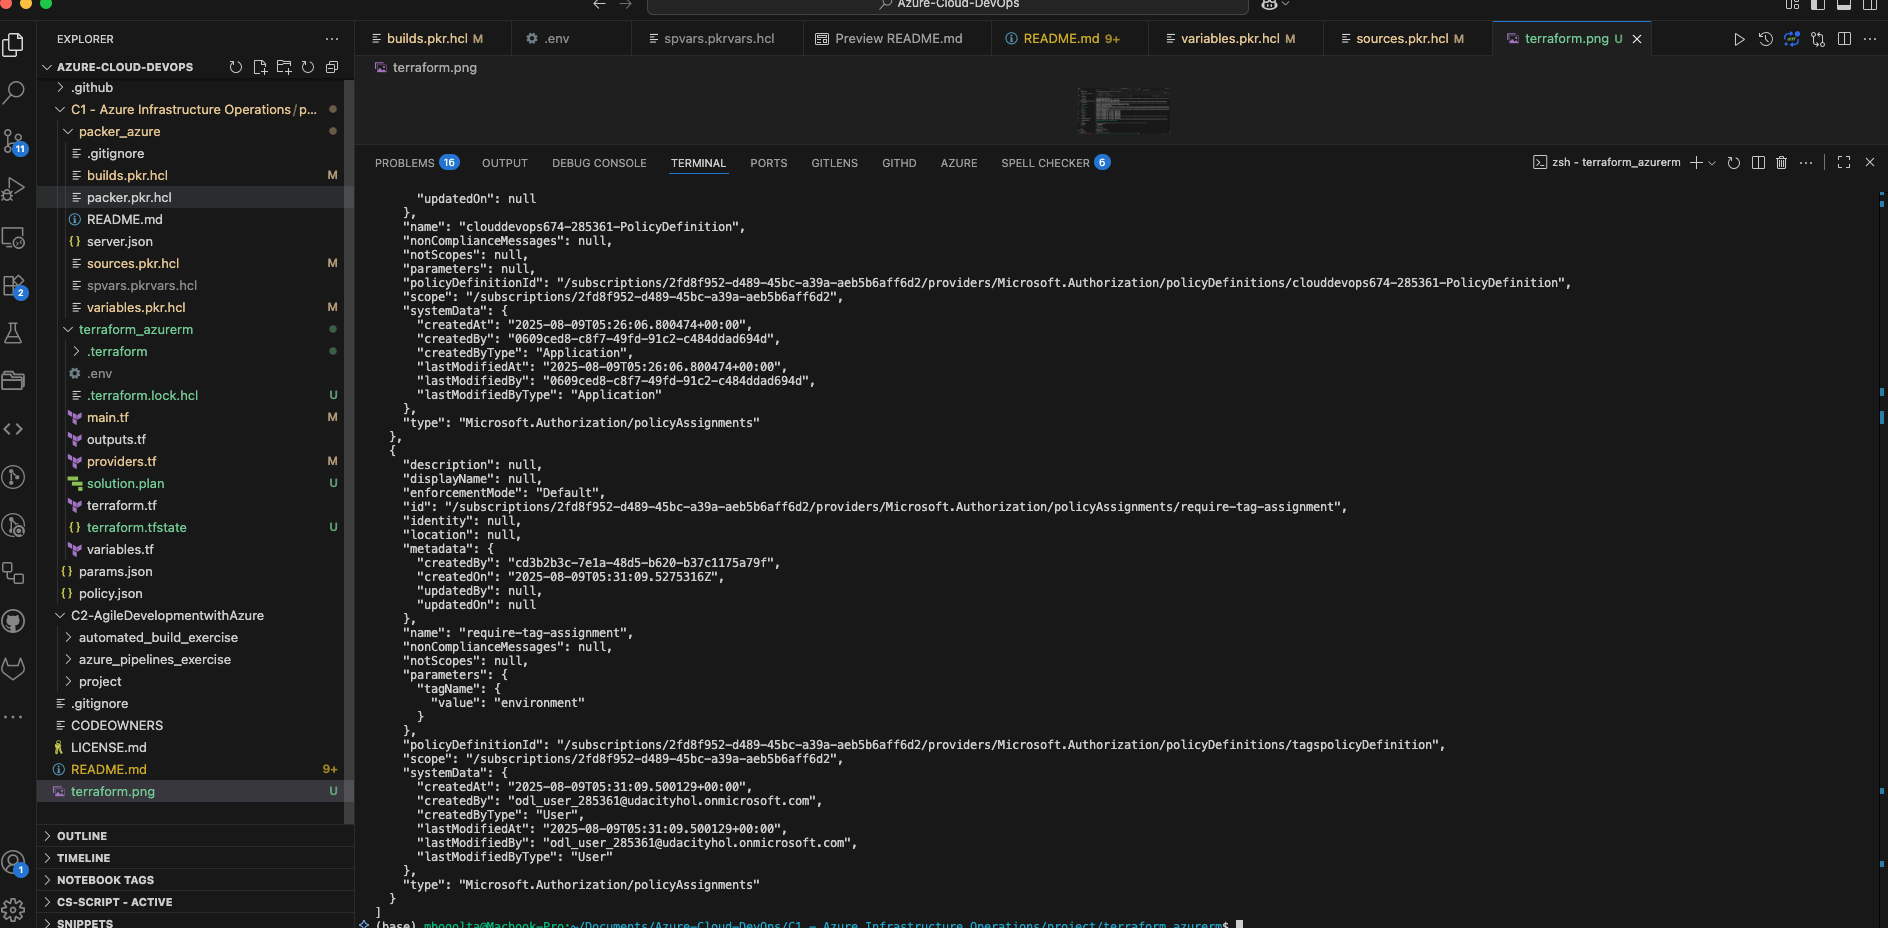 Azure-Cloud-DevOps
EXPLORER
AZURE-CLOUD-DEVOPS
.github
C1 - Azure Infrastructure Operations / p...
packer_azure
.gitignore
builds.pkr.hcl M
packer.pkr.hcl
README.md
server.json
sources.pkr.hcl M
spvars.pkrvars.hcl
variables.pkr.hcl M
terraform_azurerm
.terraform
.env
.terraform.lock.hcl U
main.tf M
outputs.tf
providers.tf M
solution.plan U
terraform.tf
terraform.tfstate U
variables.tf
params.json
policy.json
C2-AgileDevelopmentwithAzure
automated_build_exercise
azure_pipelines_exercise
project
.gitignore
CODEOWNERS
LICENSE.md
README.md 9+
terraform.png U
OUTLINE
TIMELINE
NOTEBOOK TAGS
CS-SCRIPT - ACTIVE
SNIPPETS
11
2
1
builds.pkr.hcl M .env spvars.pkrvars.hcl Preview README.md README.md 9+ variables.pkr.hcl M sources.pkr.hcl M terraform.png U
terraform.png
PROBLEMS 16 OUTPUT DEBUG CONSOLE TERMINAL PORTS GITLENS GITHD AZURE SPELL CHECKER 6 zsh - terraform_azurerm
"updatedOn": null
},
"name": "clouddevops674-285361-PolicyDefinition",
"nonComplianceMessages": null,
"notScopes": null,
"parameters": null,
"policyDefinitionId": "/subscriptions/2fd8f952-d489-45bc-a39a-aeb5b6aff6d2/providers/Microsoft.Authorization/policyDefinitions/clouddevops674-285361-PolicyDefinition",
"scope": "/subscriptions/2fd8f952-d489-45bc-a39a-aeb5b6aff6d2",
"systemData": {
"createdAt": "2025-08-09T05:26:06.800474+00:00",
"createdBy": "0609ced8-c8f7-49fd-91c2-c484ddad694d",
"createdByType": "Application",
"lastModifiedAt": "2025-08-09T05:26:06.800474+00:00",
"lastModifiedBy": "0609ced8-c8f7-49fd-91c2-c484ddad694d",
"lastModifiedByType": "Application"
},
"type": "Microsoft.Authorization/policyAssignments"
},
{
"description": null,
"displayName": null,
"enforcementMode": "Default",
"id": "/subscriptions/2fd8f952-d489-45bc-a39a-aeb5b6aff6d2/providers/Microsoft.Authorization/policyAssignments/require-tag-assignment",
"identity": null,
"location": null,
"metadata": {
"createdBy": "cd3b2b3c-7e1a-48d5-b620-b37c1175a79f",
"createdOn": "2025-08-09T05:31:09.5275316Z",
"updatedBy": null,
"updatedOn": null
},
"name": "require-tag-assignment",
"nonComplianceMessages": null,
"notScopes": null,
"parameters": {
"tagName": {
"value": "environment"
}
},
"policyDefinitionId": "/subscriptions/2fd8f952-d489-45bc-a39a-aeb5b6aff6d2/providers/Microsoft.Authorization/policyDefinitions/tagspolicyDefinition",
"scope": "/subscriptions/2fd8f952-d489-45bc-a39a-aeb5b6aff6d2",
"systemData": {
"createdAt": "2025-08-09T05:31:09.500129+00:00",
"createdBy": "odl_user_285361@udacityhol.onmicrosoft.com",
"createdByType": "User",
"lastModifiedAt": "2025-08-09T05:31:09.500129+00:00",
"lastModifiedBy": "odl_user_285361@udacityhol.onmicrosoft.com",
"lastModifiedByType": "User"
},
"type": "Microsoft.Authorization/policyAssignments"
}
]
(base) mbogolta@Macbook-Pro:~/Documents/Azure-Cloud-DevOps/C1 - Azure Infrastructure Operations/project/terraform_azurerm$